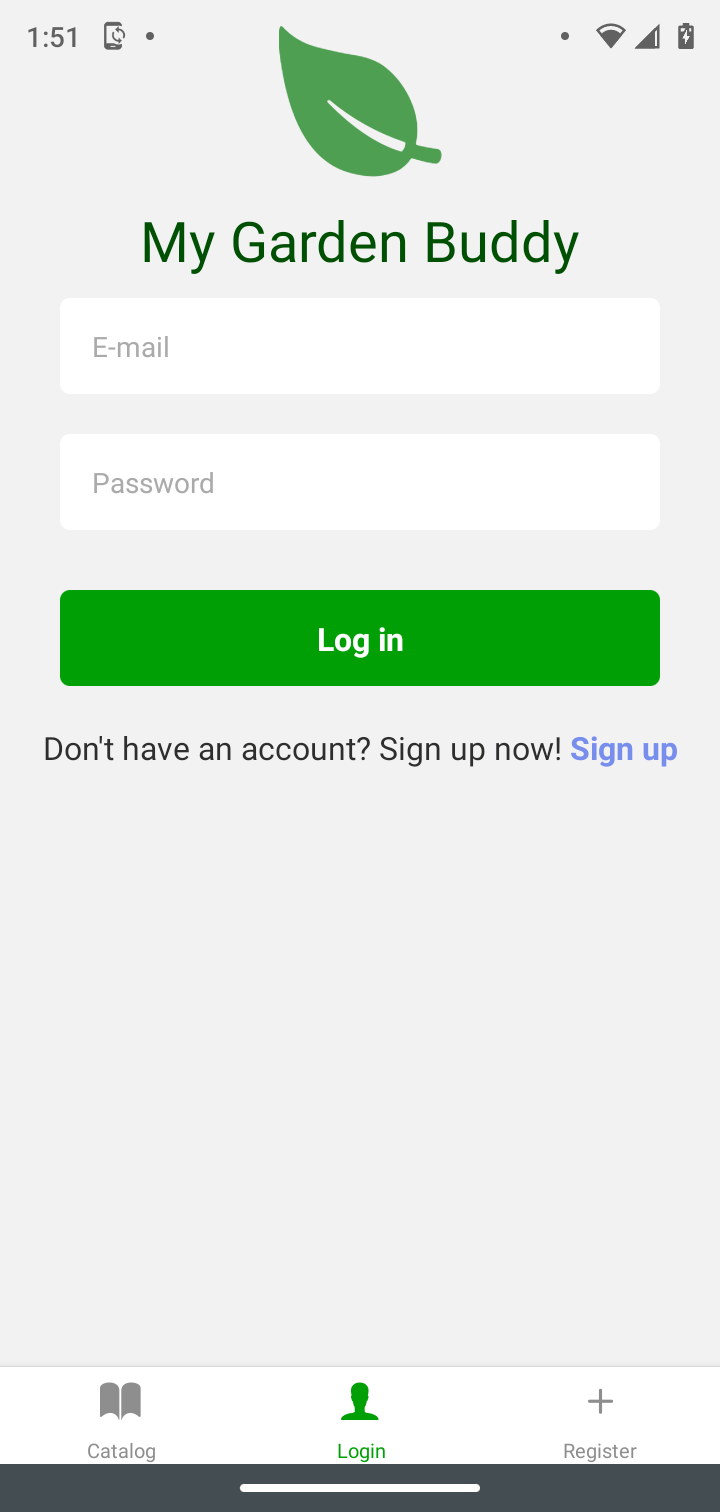 1:51
My Garden Buddy
E-mail
Password
Log in
Don't have an account? Sign up now! Sign up
Catalog
Login
Register